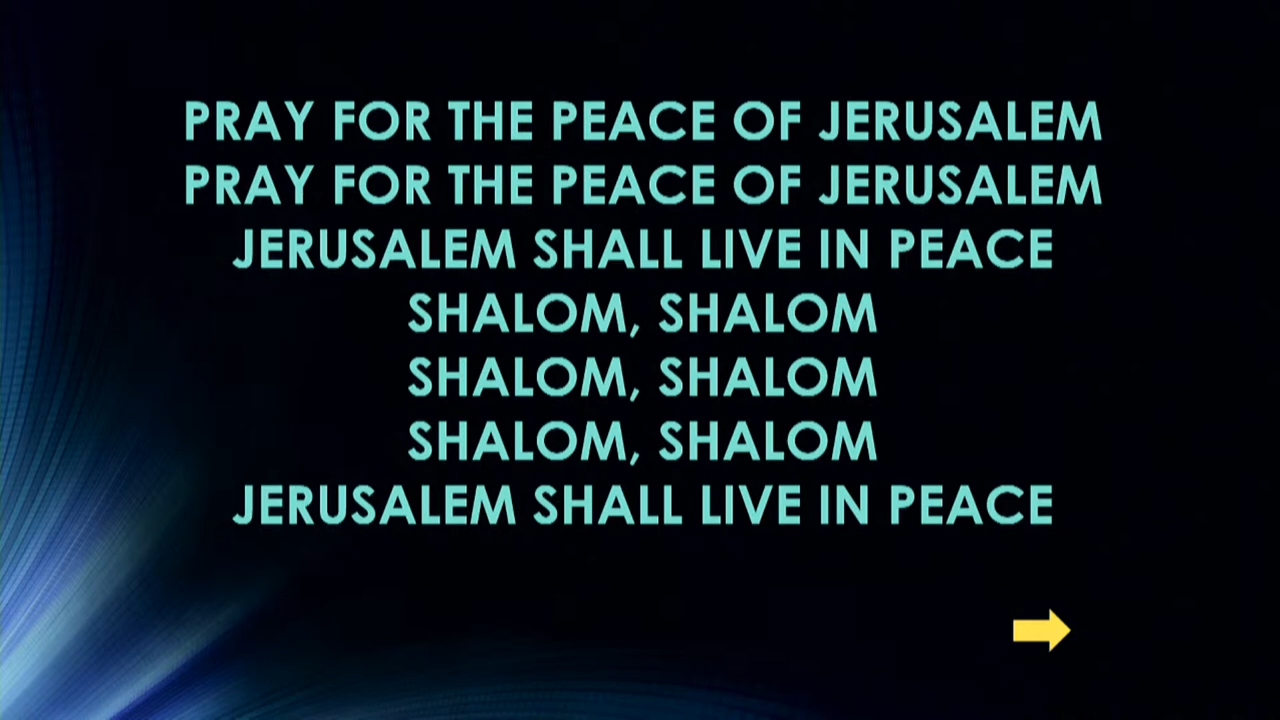 PRAY FOR THE PEACE OF JERUSALEM
PRAY FOR THE PEACE OF JERUSALEM
JERUSALEM SHALL LIVE IN PEACE
SHALOM, SHALOM
SHALOM, SHALOM
SHALOM, SHALOM
JERUSALEM SHALL LIVE IN PEACE